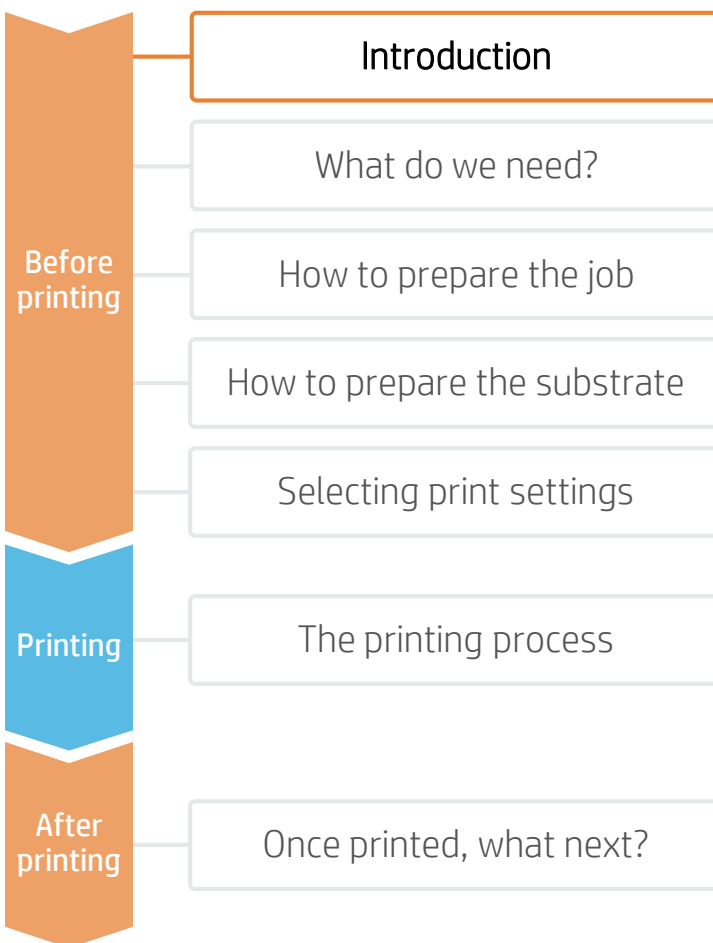 Introduction
What do we need?
Before
printing
How to prepare the job
How to prepare the substrate
Selecting print settings
Printing
The printing process
After
printing
Once printed, what next?